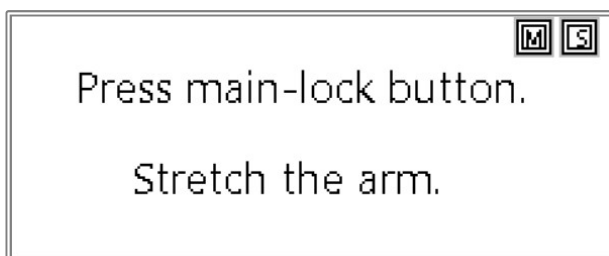 M S
Press main-lock button.
Stretch the arm.